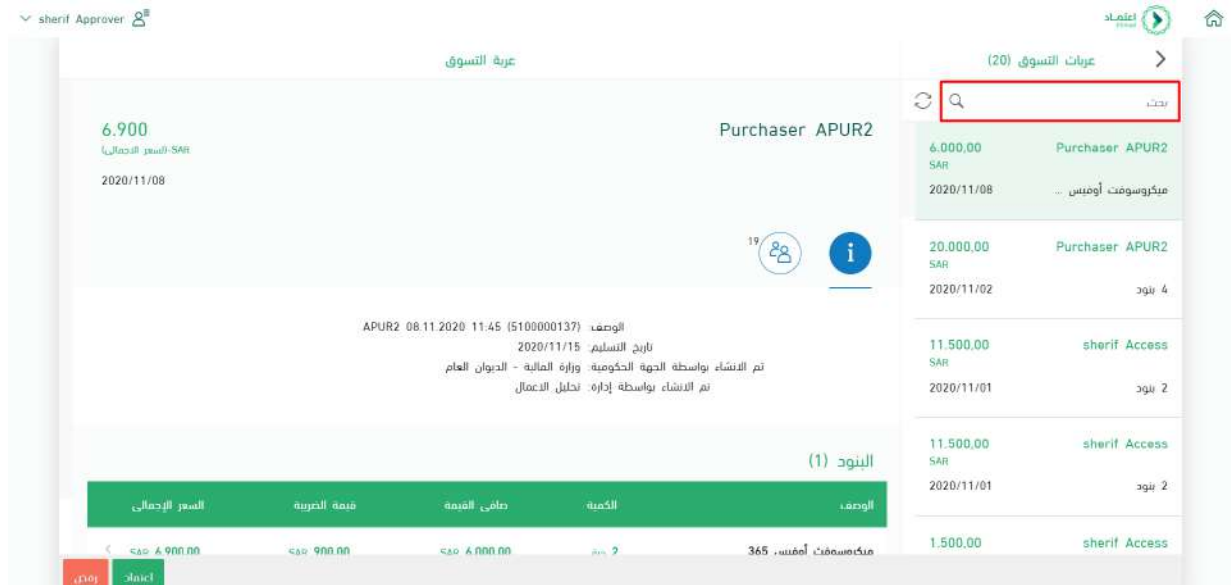 sherif Approver
اعتماد
عربات التسوق (20)
عربة التسوق
بحث
Purchaser APUR2
6.000,00
SAR
ميكروسوفت أوفيس ...
2020/11/08
Purchaser APUR2
20.000,00
SAR
4 بنود
2020/11/02
sherif Access
11.500,00
SAR
2 بنود
2020/11/01
sherif Access
11.500,00
SAR
2 بنود
2020/11/01
sherif Access
1.500,00
Purchaser APUR2
6.900
SAR-(السعر الاجمالى)
2020/11/08
19
الوصف: APUR2 08.11.2020 11:45 (5100000137)
تاريخ التسليم: 2020/11/15
تم الانشاء بواسطة الجهة الحكومية: وزارة المالية - الديوان العام
تم الانشاء بواسطة إدارة: تحليل الاعمال
البنود (1)
الوصف الكمية صافى القيمة قيمة الضريبة السعر الإجمالى
ميكروسوفت أوفيس 365 2 SAR 6.000,00 SAR 900,00 SAR 6.900,00
اعتماد رفض